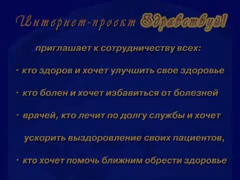 Интернет-проект Здравствуй!
приглашает к сотрудничеству всех:
· кто здоров и хочет улучшить свое здоровье
· кто болен и хочет избавиться от болезней
· врачей, кто лечит по долгу службы и хочет
ускорить выздоровление своих пациентов,
· кто хочет помочь ближним обрести здоровье